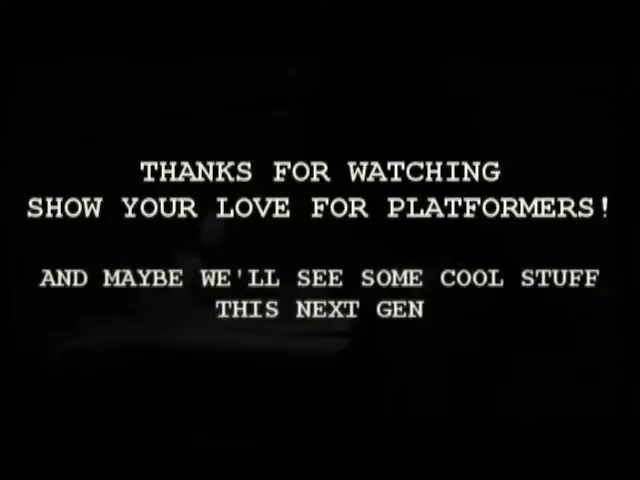 THANKS FOR WATCHING
SHOW YOUR LOVE FOR PLATFORMERS!
AND MAYBE WE'LL SEE SOME COOL STUFF
THIS NEXT GEN